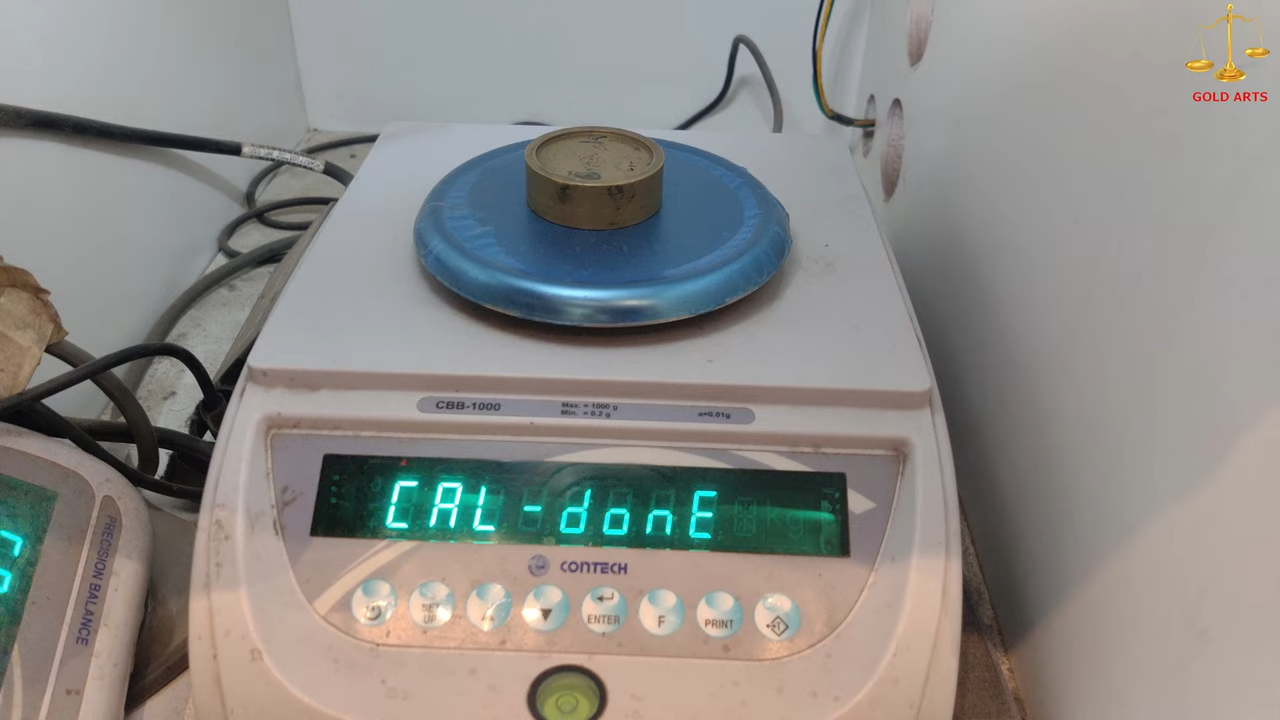 GOLD ARTS
CBB-1000
Max. = 1000 g
Min. = 0.2 g
e=0.01g
CAL-donE
kg
CONTECH
SET UP
ENTER
F
PRINT
PRECISION BALANCE